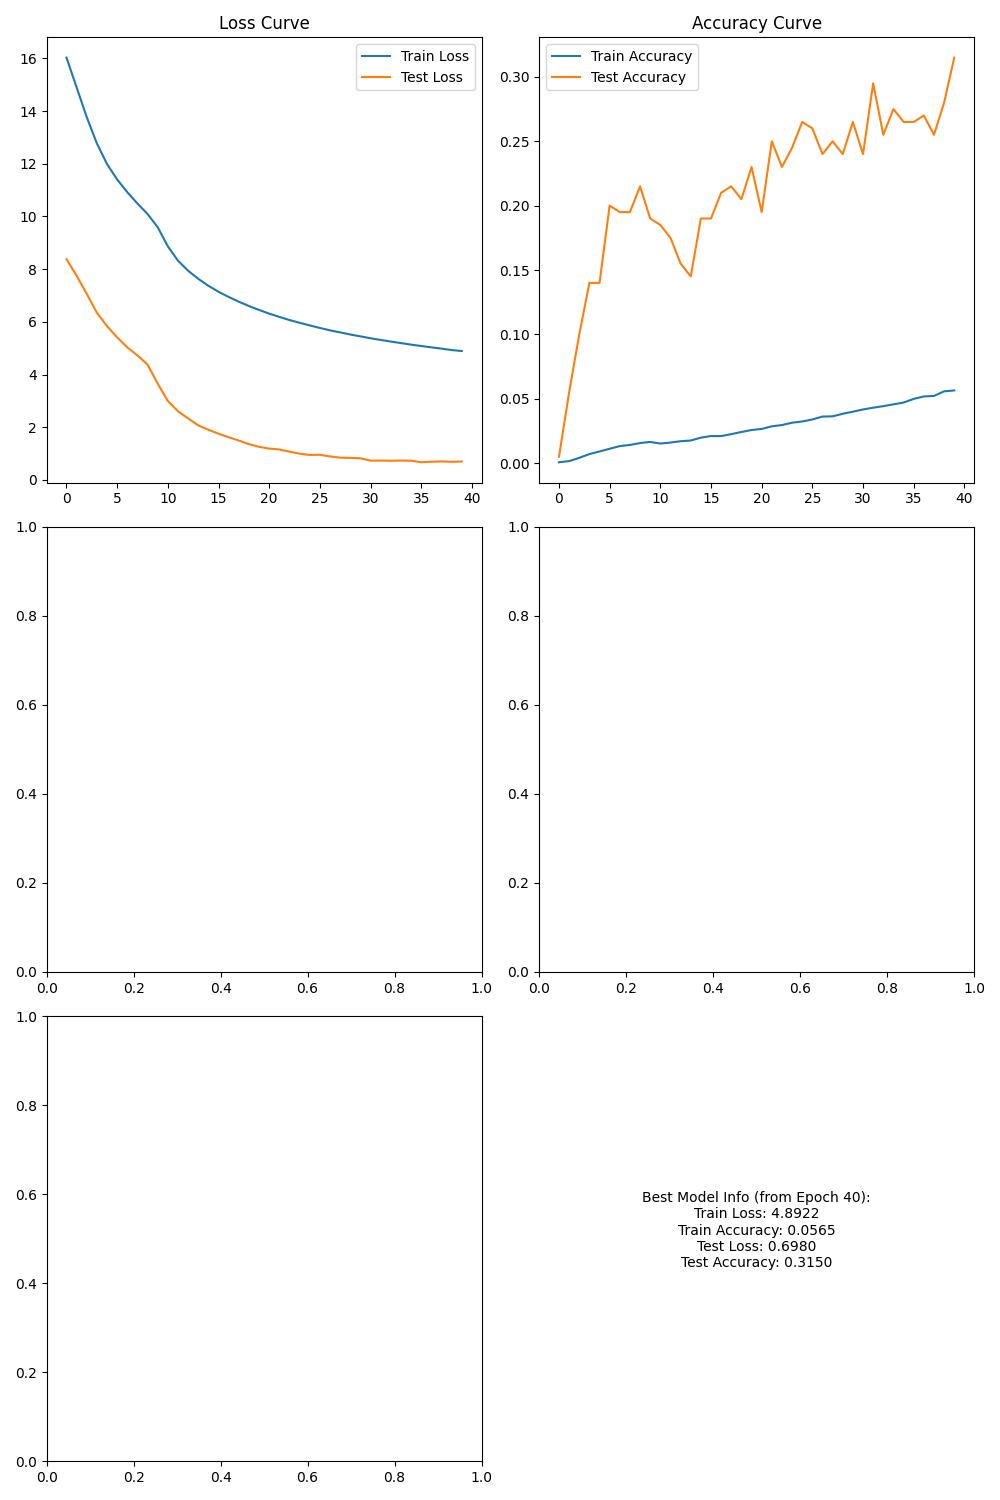 Loss Curve
Train Loss
Test Loss
16
14
12
10
8
6
4
2
0
0 5 10 15 20 25 30 35 40
Accuracy Curve
Train Accuracy
Test Accuracy
0.30
0.25
0.20
0.15
0.10
0.05
0.00
0 5 10 15 20 25 30 35 40
1.0
0.8
0.6
0.4
0.2
0.0
0.0 0.2 0.4 0.6 0.8 1.0
1.0
0.8
0.6
0.4
0.2
0.0
0.0 0.2 0.4 0.6 0.8 1.0
1.0
0.8
0.6
0.4
0.2
0.0
0.0 0.2 0.4 0.6 0.8 1.0
Best Model Info (from Epoch 40):
Train Loss: 4.8922
Train Accuracy: 0.0565
Test Loss: 0.6980
Test Accuracy: 0.3150